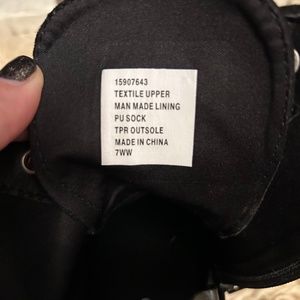 15907643
TEXTILE UPPER
MAN MADE LINING
PU SOCK
TPR OUTSOLE
MADE IN CHINA
7WW